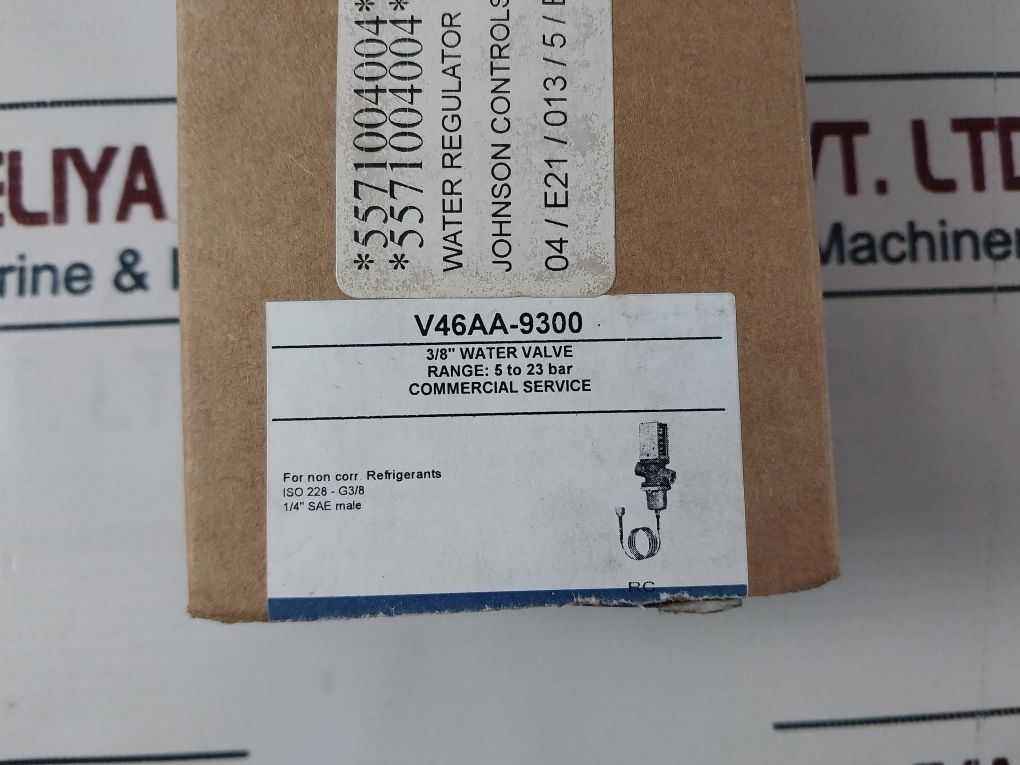 *5571004004*
*5571004004*
WATER REGULATOR
JOHNSON CONTROLS
04 / E21 / 013 / 5 /
V46AA-9300
3/8" WATER VALVE
RANGE: 5 to 23 bar
COMMERCIAL SERVICE
For non corr. Refrigerants
ISO 228 - G3/8
1/4" SAE male
RC
ELIYA
VT. LTD
rine &
Machiner